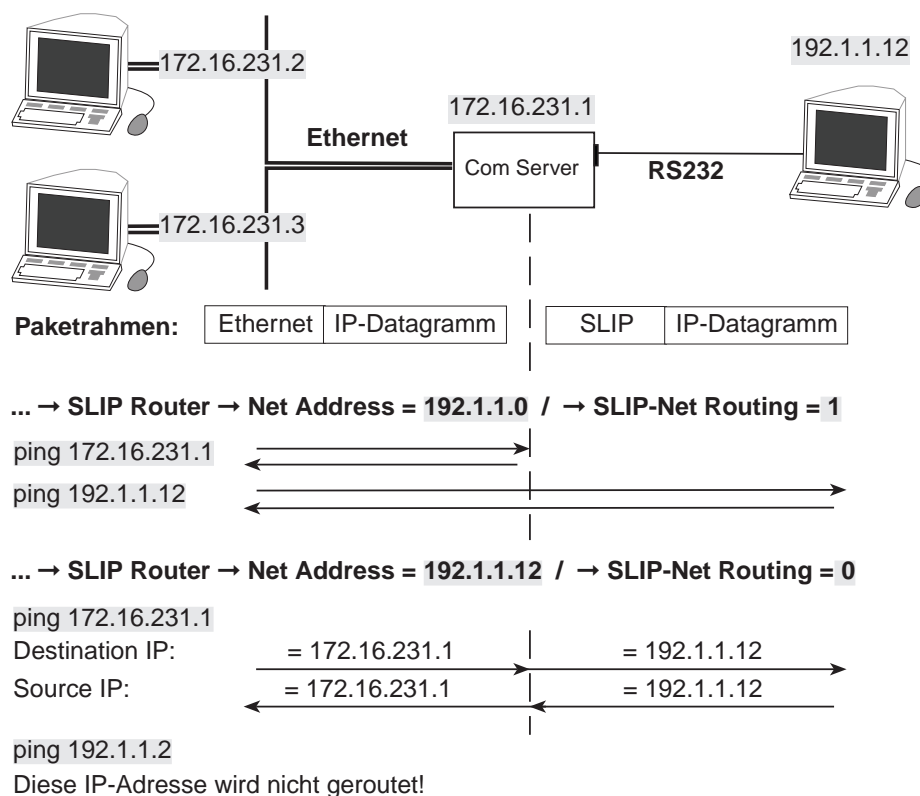 172.16.231.2
192.1.1.12
172.16.231.1
Ethernet
Com Server
RS232
172.16.231.3
Paketrahmen: Ethernet IP-Datagramm SLIP IP-Datagramm
... → SLIP Router → Net Address = 192.1.1.0 / → SLIP-Net Routing = 1
ping 172.16.231.1
ping 192.1.1.12
... → SLIP Router → Net Address = 192.1.1.12 / → SLIP-Net Routing = 0
ping 172.16.231.1
Destination IP: = 172.16.231.1 = 192.1.1.12
Source IP: = 172.16.231.1 = 192.1.1.12
ping 192.1.1.2
Diese IP-Adresse wird nicht geroutet!